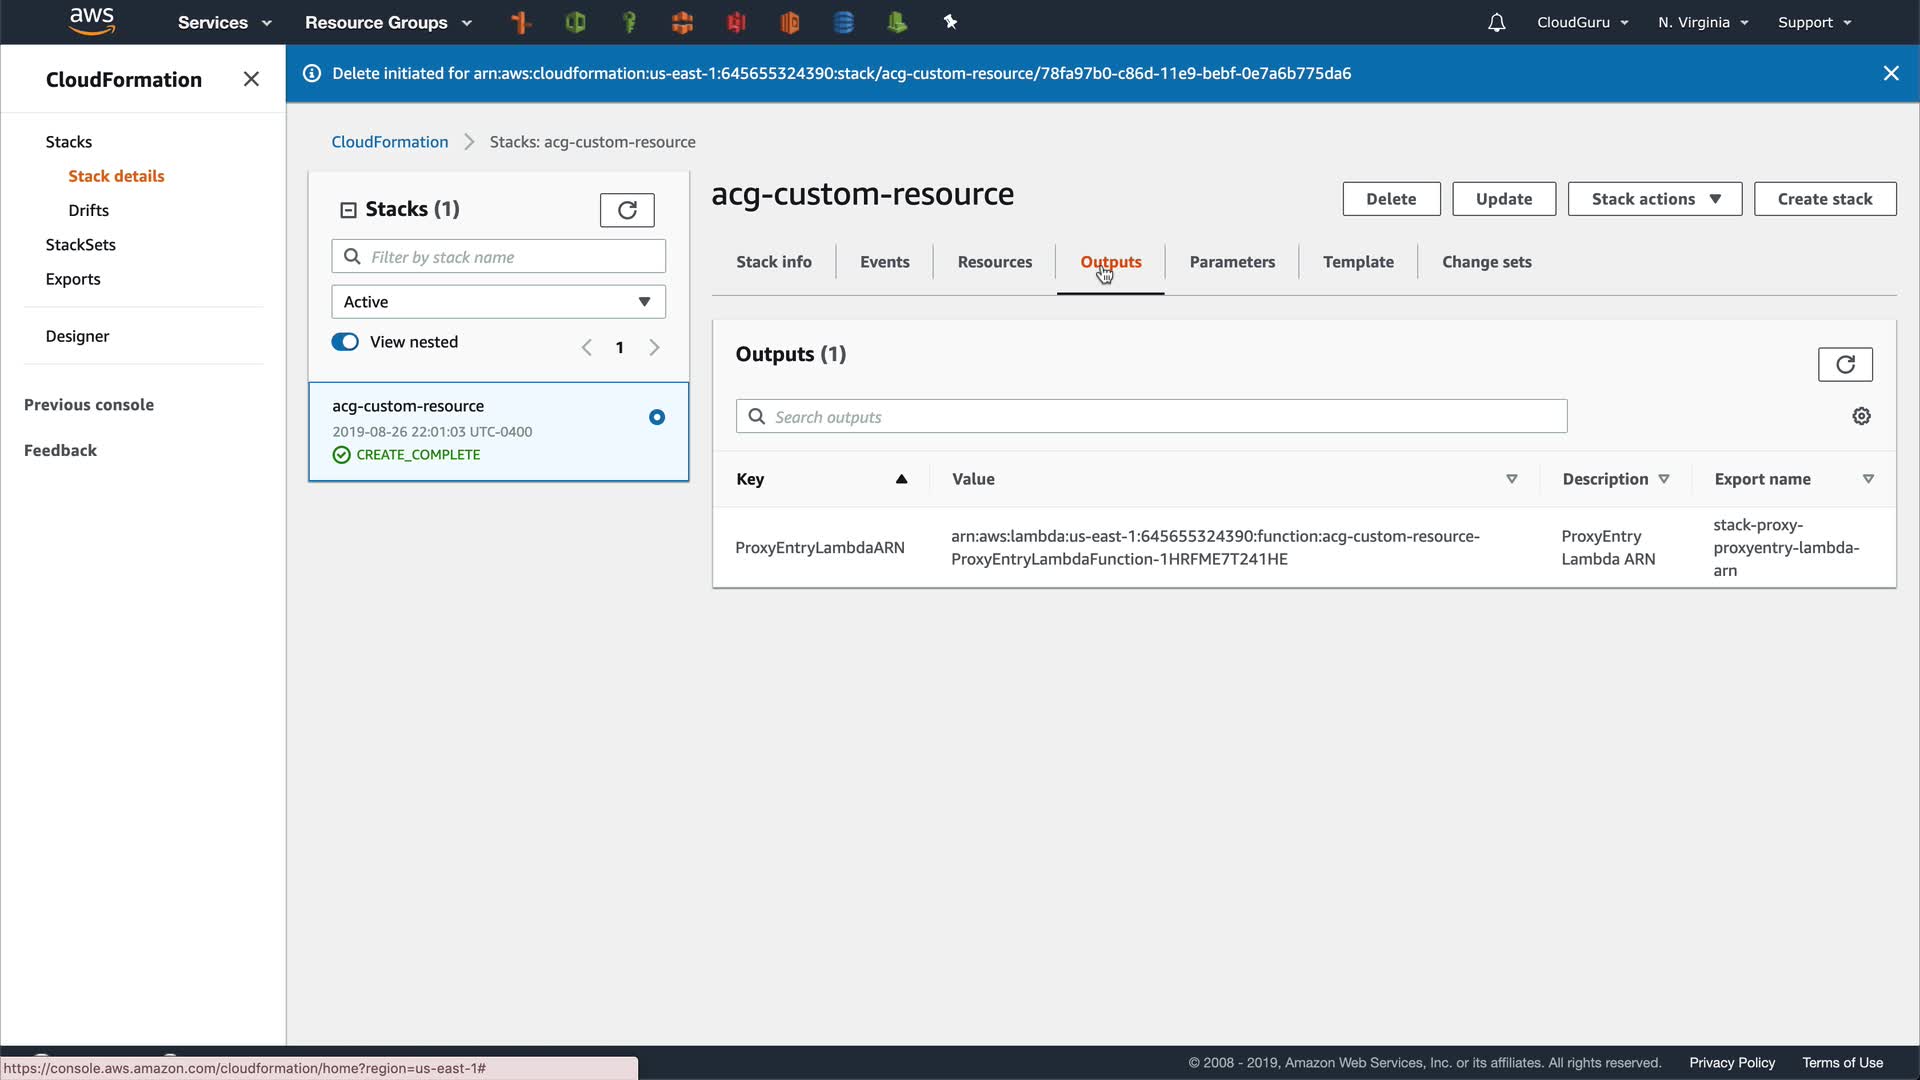 aws
Services
Resource Groups
CloudGuru
N. Virginia
Support
CloudFormation
Delete initiated for arn:aws:cloudformation:us-east-1:645655324390:stack/acg-custom-resource/78fa97b0-c86d-11e9-bebf-0e7a6b775da6
Stacks
Stack details
Drifts
StackSets
Exports
Designer
Previous console
Feedback
CloudFormation
Stacks: acg-custom-resource
Stacks (1)
Filter by stack name
Active
View nested
1
acg-custom-resource
2019-08-26 22:01:03 UTC-0400
CREATE_COMPLETE
acg-custom-resource
Delete
Update
Stack actions
Create stack
Stack info
Events
Resources
Outputs
Parameters
Template
Change sets
Outputs (1)
Search outputs
Key
Value
Description
Export name
ProxyEntryLambdaARN
arn:aws:lambda:us-east-1:645655324390:function:acg-custom-resource-
ProxyEntryLambdaFunction-1HRFME7T241HE
ProxyEntry
Lambda ARN
stack-proxy-
proxyentry-lambda-
arn
https://console.aws.amazon.com/cloudformation/home?region=us-east-1#
© 2008 - 2019, Amazon Web Services, Inc. or its affiliates. All rights reserved.
Privacy Policy
Terms of Use